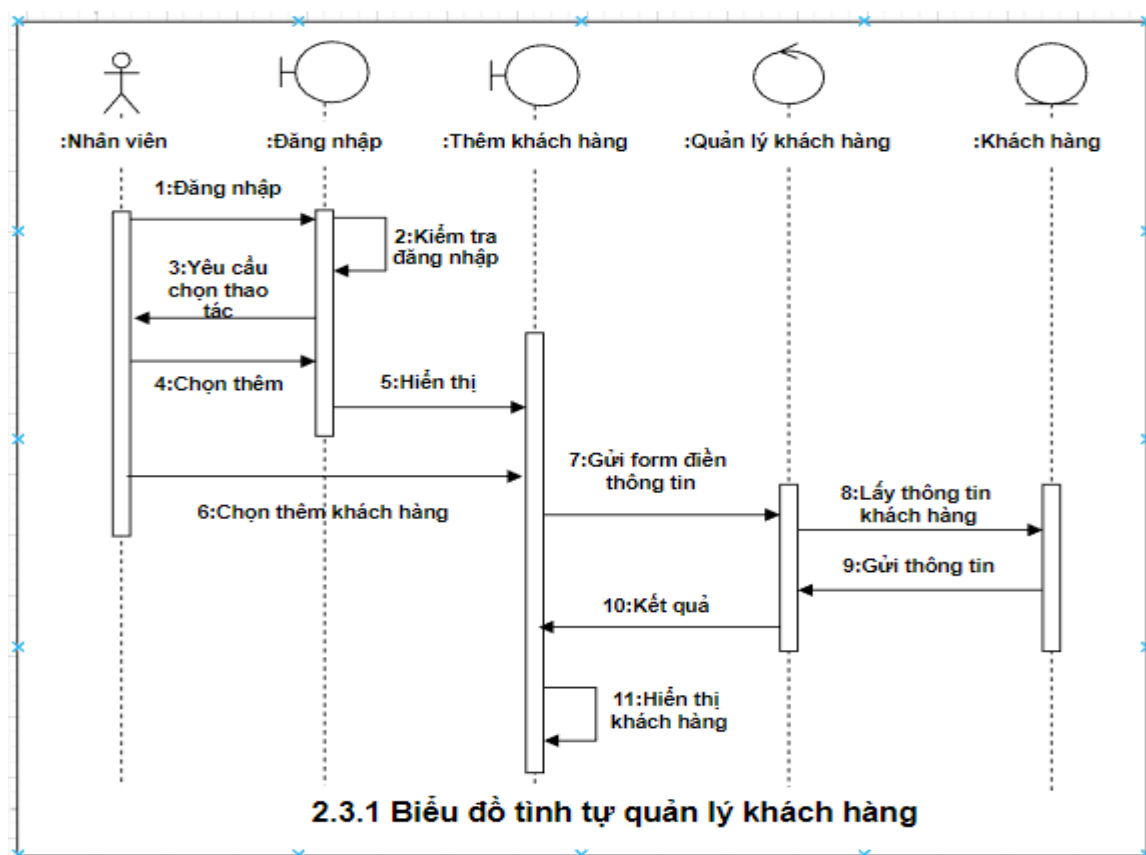 :Nhân viên
:Đăng nhập
:Thêm khách hàng
:Quản lý khách hàng
:Khách hàng
1:Đăng nhập
2:Kiểm tra
đăng nhập
3:Yêu cầu
chọn thao
tác
4:Chọn thêm
5:Hiển thị
6:Chọn thêm khách hàng
7:Gửi form điền
thông tin
8:Lấy thông tin
khách hàng
9:Gửi thông tin
10:Kết quả
11:Hiển thị
khách hàng
2.3.1 Biểu đồ tình tự quản lý khách hàng